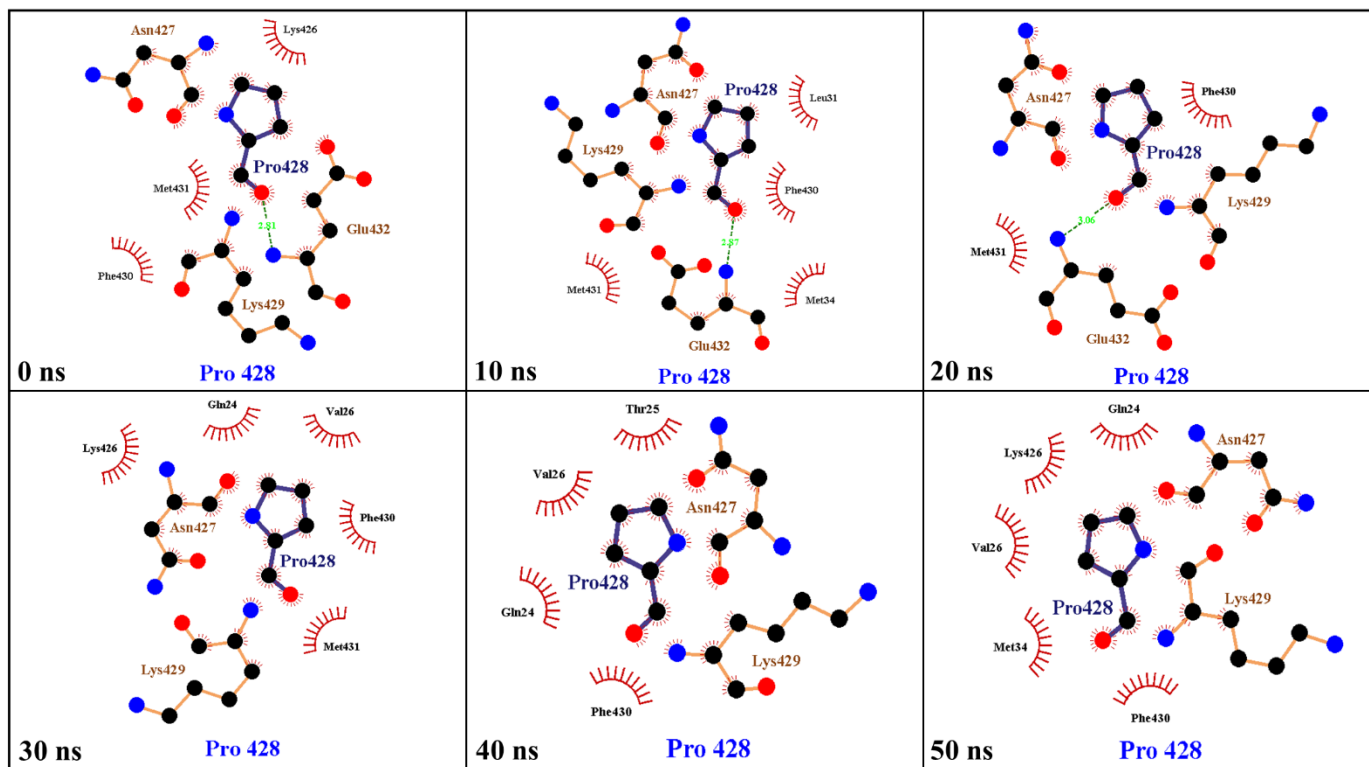 Asn427
Lys426
Pro428
2.81
Met431
Glu432
Phe430
Lys429
0 ns
Pro 428
Asn427
Pro428
Leu31
Lys429
Phe430
2.87
Met431
Met34
Glu432
10 ns
Pro 428
Asn427
Phe430
Pro428
Lys429
3.06
Met431
Glu432
20 ns
Pro 428
Gln24
Val26
Lys426
Asn427
Phe430
Pro428
Met431
Lys429
30 ns
Pro 428
Thr25
Val26
Asn427
Pro428
Gln24
Lys429
Phe430
40 ns
Pro 428
Gln24
Asn427
Lys426
Val26
Pro428
Lys429
Met34
Phe430
50 ns
Pro 428